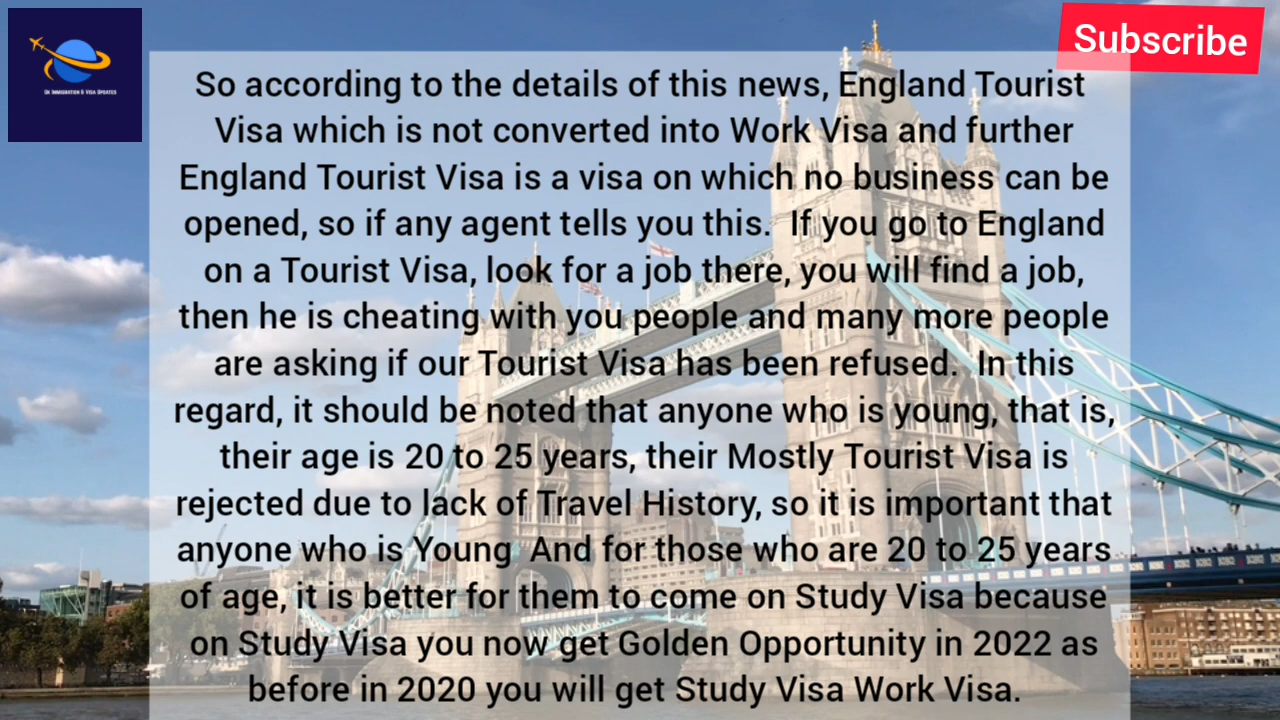 Subscribe
UK IMMIGRATION & VISA UPDATES
So according to the details of this news, England Tourist
Visa which is not converted into Work Visa and further
England Tourist Visa is a visa on which no business can be
opened, so if any agent tells you this.  If you go to England
on a Tourist Visa, look for a job there, you will find a job,
then he is cheating with you people and many more people
are asking if our Tourist Visa has been refused.  In this
regard, it should be noted that anyone who is young, that is,
their age is 20 to 25 years, their Mostly Tourist Visa is
rejected due to lack of Travel History, so it is important that
anyone who is Young  And for those who are 20 to 25 years
of age, it is better for them to come on Study Visa because
on Study Visa you now get Golden Opportunity in 2022 as
before in 2020 you will get Study Visa Work Visa.